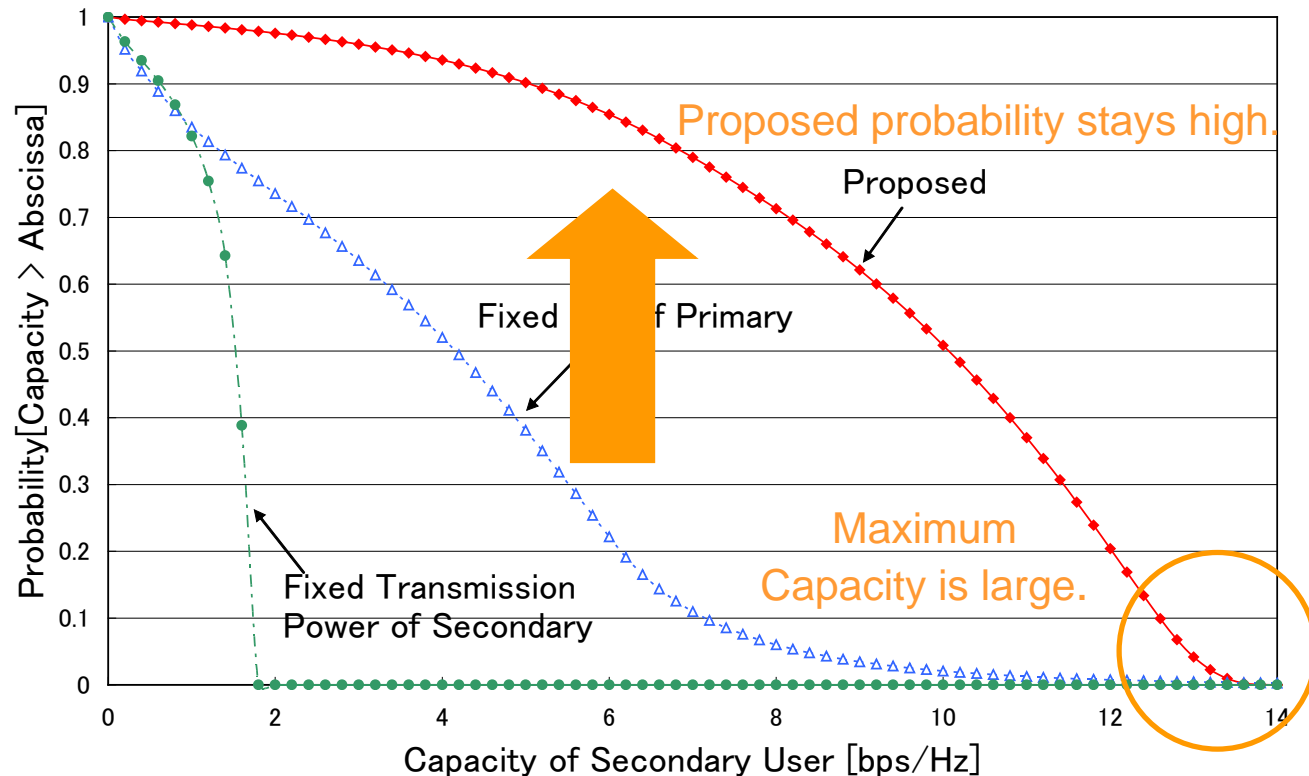 Probability[Capacity > Abscissa]
1
0.9
0.8
0.7
0.6
0.5
0.4
0.3
0.2
0.1
0
Proposed probability stays high.
Proposed
Fixed f Primary
Maximum
Capacity is large.
Fixed Transmission
Power of Secondary
0 2 4 6 8 10 12 14
Capacity of Secondary User [bps/Hz]